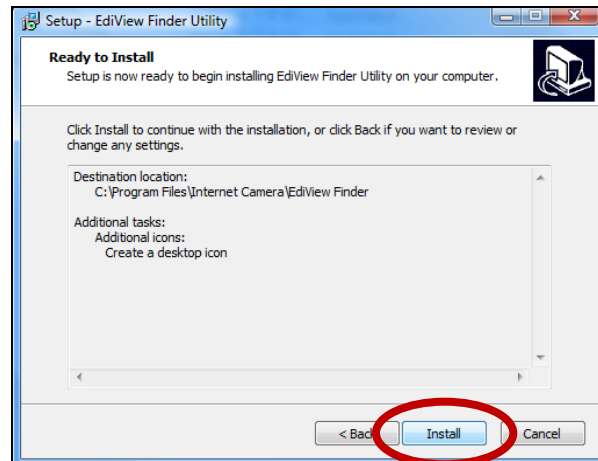 Setup - EdiView Finder Utility
Ready to Install
Setup is now ready to begin installing EdiView Finder Utility on your computer.
Click Install to continue with the installation, or click Back if you want to review or
change any settings.
Destination location:
C:\Program Files\Internet Camera\EdiView Finder
Additional tasks:
Additional icons:
Create a desktop icon
< Back Install Cancel